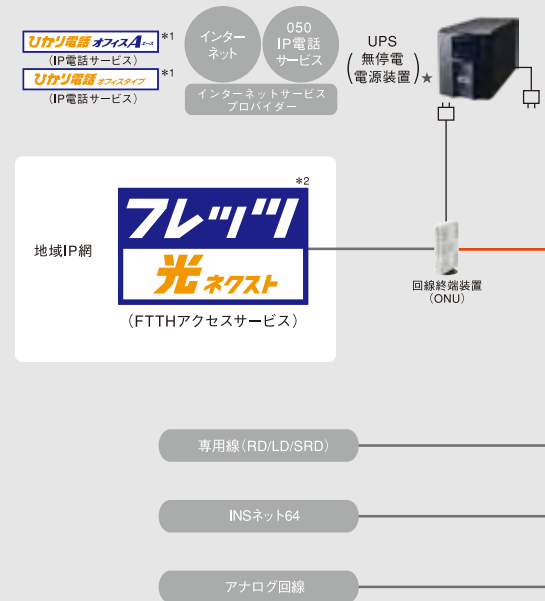 ひかり電話 オフィスA エース *1
(IP電話サービス)
ひかり電話 オフィスタイプ *1
(IP電話サービス)
インター
ネット
050
IP電話
サービス
インターネットサービス
プロバイダー
UPS
(無停電
電源装置)★
*2
フレッツ
光ネクスト
地域IP網
(FTTHアクセスサービス)
回線終端装置
(ONU)
専用線(RD/LD/SRD)
INSネット64
アナログ回線